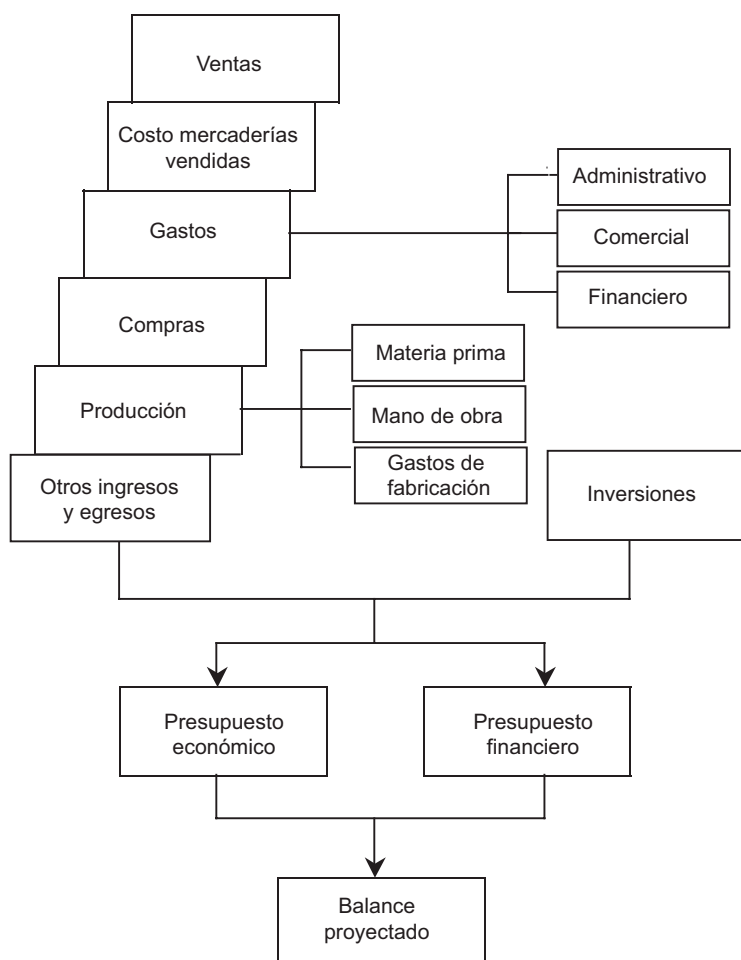 Ventas
Costo mercaderías
vendidas
Gastos
Administrativo
Comercial
Financiero
Compras
Producción
Materia prima
Mano de obra
Gastos de
fabricación
Otros ingresos
y egresos
Inversiones
Presupuesto
económico
Presupuesto
financiero
Balance
proyectado